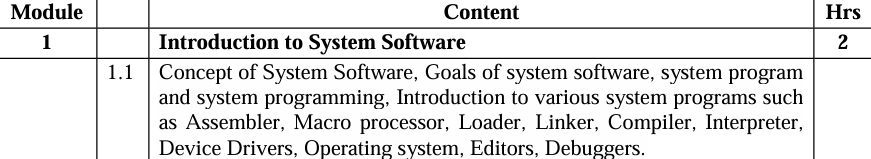 Module Content Hrs
1 Introduction to System Software 2
1.1 Concept of System Software, Goals of system software, system program
and system programming, Introduction to various system programs such
as Assembler, Macro processor, Loader, Linker, Compiler, Interpreter,
Device Drivers, Operating system, Editors, Debuggers.